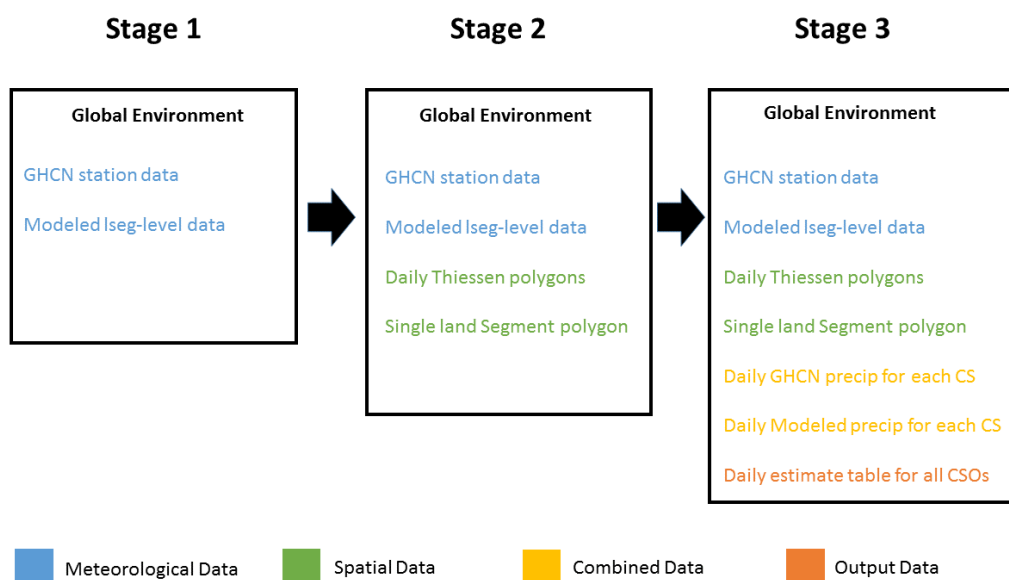 Stage 1
Stage 2
Stage 3
Global Environment
GHCN station data
Modeled lseg-level data
Global Environment
GHCN station data
Modeled lseg-level data
Daily Thiessen polygons
Single land Segment polygon
Global Environment
GHCN station data
Modeled lseg-level data
Daily Thiessen polygons
Single land Segment polygon
Daily GHCN precip for each CS
Daily Modeled precip for each CS
Daily estimate table for all CSOs
Meteorological Data
Spatial Data
Combined Data
Output Data